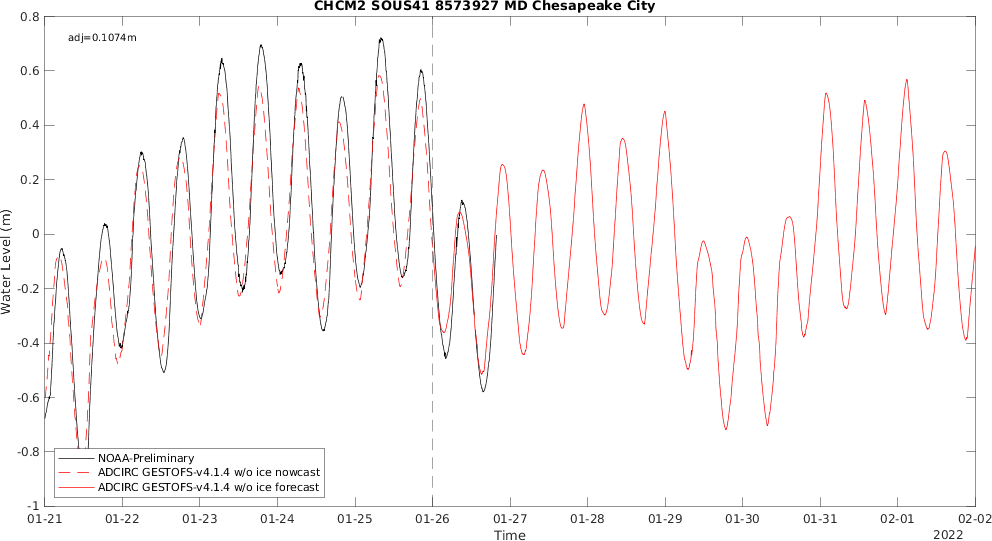 CHCM2 SOUS41 8573927 MD Chesapeake City
adj=0.1074m
0.8
0.6
0.4
0.2
0
-0.2
-0.4
-0.6
-0.8
-1
Water Level (m)
NOAA-Preliminary
ADCIRC GESTOFS-v4.1.4 w/o ice nowcast
ADCIRC GESTOFS-v4.1.4 w/o ice forecast
01-21 01-22 01-23 01-24 01-25 01-26 01-27 01-28 01-29 01-30 01-31 02-01 02-02
Time
2022